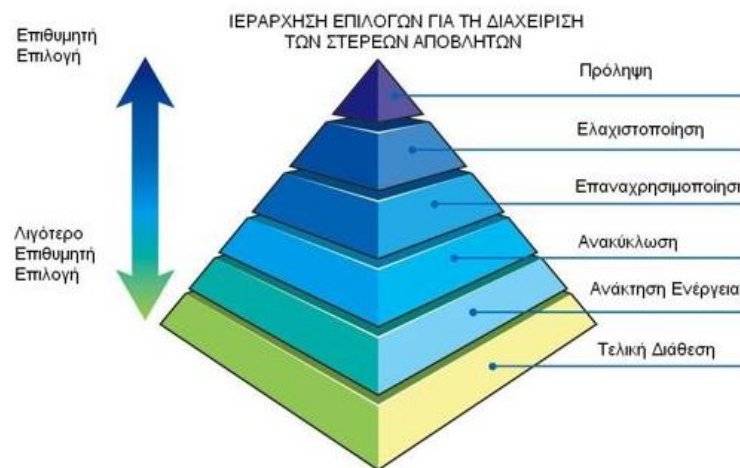 ΙΕΡΑΡΧΗΣΗ ΕΠΙΛΟΓΩΝ ΓΙΑ ΤΗ ΔΙΑΧΕΙΡΙΣΗ
ΤΩΝ ΣΤΕΡΕΩΝ ΑΠΟΒΛΗΤΩΝ
Επιθυμητή
Επιλογή
Πρόληψη
Ελαχιστοποίηση
Επαναχρησιμοποίηση
Ανακύκλωση
Λιγότερο
Επιθυμητή
Επιλογή
Ανάκτηση Ενέργεια
Τελική Διάθεση